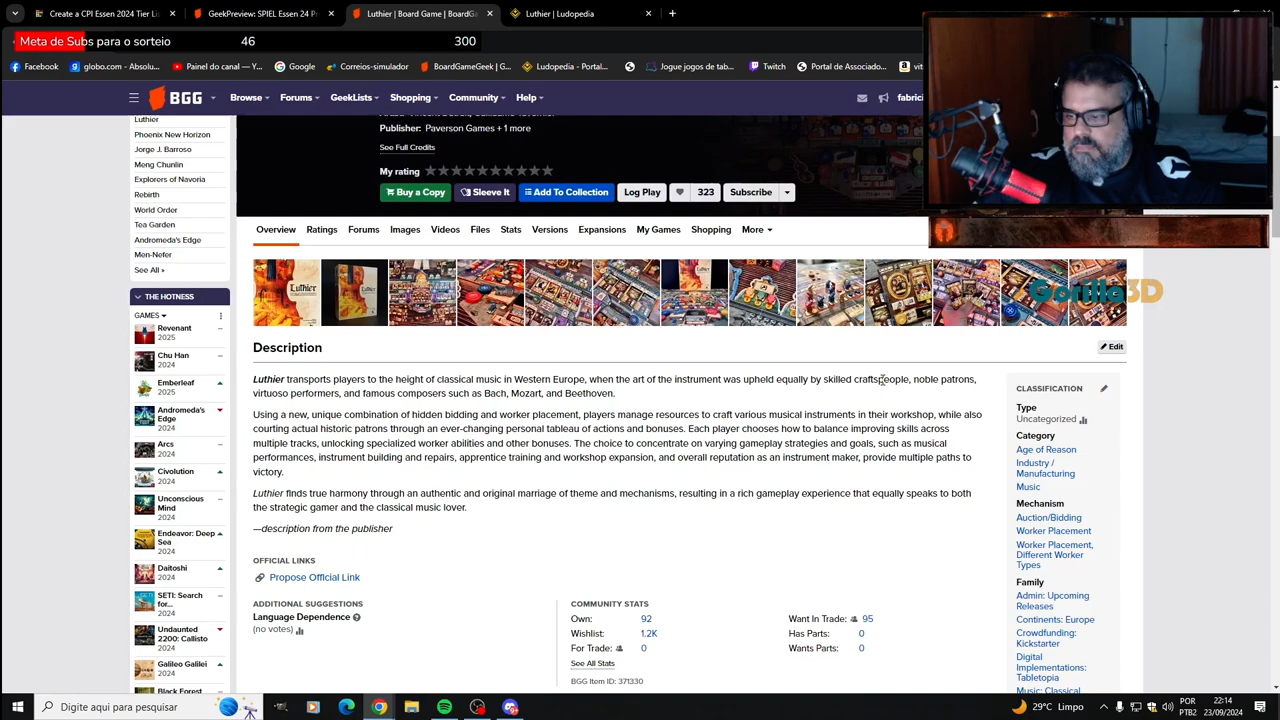 CPI Essen 2024 Tier Lis
GeekPreview: SPIEL Essen 24 P
Luthier | Board Game | BoardG
Luthier | Ludopedia
Meta de Subs para o sorteio 46 300
Facebook globo.com - Absolu... Painel do canal - Yo... Google Correios-rastreame... BoardGameGeek | G... Ludopedia - Portal... Jogue jogos de tab... Twitch Portal de Associado...
BGG Browse Forums GeekLists Shopping Community Help fabrici
Luthier
Phoenix New Horizon
Jorge J. Barroso
Meng Chunlin
Explorers of Navoria
Rebirth
World Order
Tea Garden
Andromeda's Edge
Men-Nefer
See All »
THE HOTNESS
GAMES
Revenant
2025
Chu Han
2024
Emberleaf
2025
Andromeda's
Edge
2024
Arcs
2024
Civolution
2024
Unconscious
Mind
2024
Endeavor: Deep
Sea
2024
Daitoshi
2024
SETI: Search
for...
2024
Undaunted
2200: Callisto
2024
Galileo Galilei
2024
Black Forest
Publisher: Paverson Games + 1 more
See Full Credits
My rating
Buy a Copy Sleeve It Add To Collection Log Play 323 Subscribe
Overview Ratings Forums Images Videos Files Stats Versions Expansions My Games Shopping More
Luthier
Luthier
Gorilla3D
Description
Edit
Luthier transports players to the height of classical music in Western Europe, when the art of the instrument was upheld equally by skilled craftspeople, noble patrons,
virtuoso performers, and famous composers such as Bach, Mozart, and Beethoven.
Using a new, unique combination of hidden bidding and worker placement, players manage resources to craft various musical instruments in their workshop, while also
courting actual historic patrons through an ever-changing personal tableau of actions and bonuses. Each player chooses how to balance improving skills across
multiple tracks, unlocking specialized worker abilities and other bonuses. The choice to concentrate on varying gameplay strategies and goals, such as musical
performances, instrument building and repairs, apprentice training and workshop expansion, and overall reputation as an instrument maker, provide multiple paths to
victory.
Luthier finds true harmony through an authentic and original marriage of theme and mechanisms, resulting in a rich gameplay experience that equally speaks to both
the strategic gamer and the classical music lover.
—description from the publisher
OFFICIAL LINKS
Propose Official Link
ADDITIONAL SUGGESTIONS
Language Dependence
(no votes)
COMMUNITY STATS
Own: 92
Wishlist: 1.2K
For Trade: 0
See All Stats
BGG Item ID: 371330
Want In Trade: 95
Has Parts: 0
Wants Parts: 0
CLASSIFICATION
Type
Uncategorized
Category
Age of Reason
Industry /
Manufacturing
Music
Mechanism
Auction/Bidding
Worker Placement
Worker Placement,
Different Worker
Types
Family
Admin: Upcoming
Releases
Continents: Europe
Crowdfunding:
Kickstarter
Digital
Implementations:
Tabletopia
Music: Classical
Digite aqui para pesquisar
29°C Limpo
POR
PTB2
22:14
23/09/2024